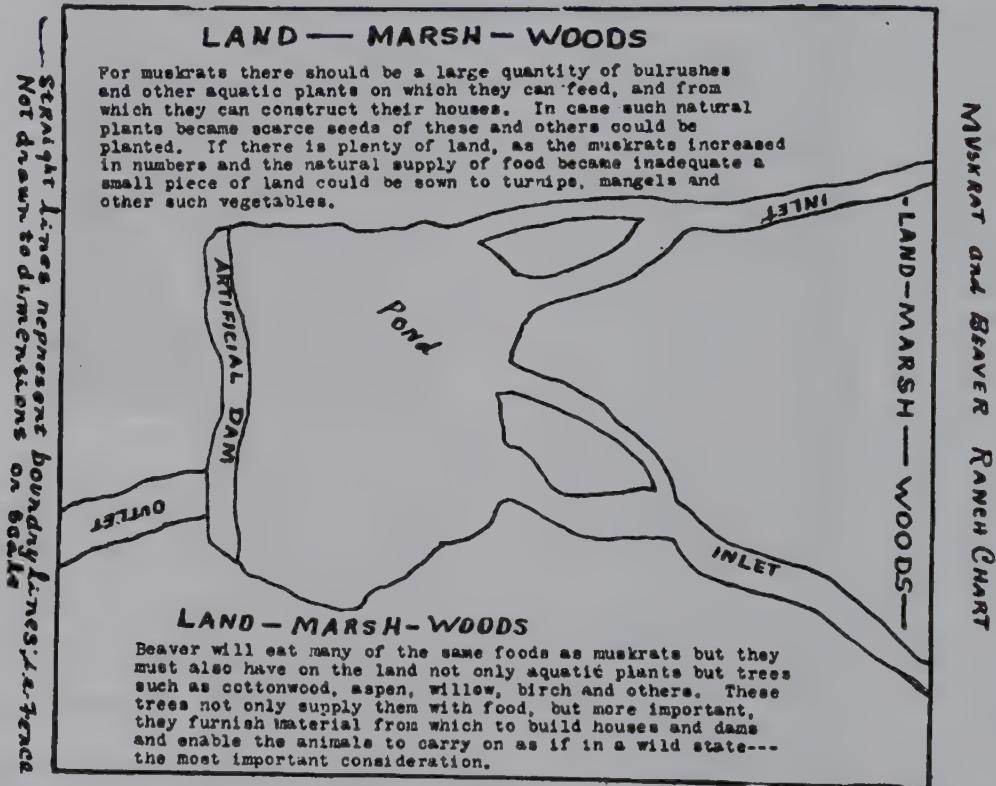 LAND — MARSH — WOODS
For muskrats there should be a large quantity of bulrushes
and other aquatic plants on which they can feed, and from
which they can construct their houses. In case such natural
plants became scarce seeds of these and others could be
planted. If there is plenty of land, as the muskrats increased
in numbers and the natural supply of food became inadequate a
small piece of land could be sown to turnips, mangels and
other such vegetables.
INLET
ARTIFICIAL DAM
POND
OUTLET
INLET
LAND — MARSH — WOODS —
LAND — MARSH — WOODS
Beaver will eat many of the same foods as muskrats but they
must also have on the land not only aquatic plants but trees
such as cottonwood, aspen, willow, birch and others. These
trees not only supply them with food, but more important,
they furnish material from which to build houses and dams
and enable the animals to carry on as if in a wild state---
the most important consideration.
MUSKRAT and BEAVER RANCH CHART
— Straight lines represent boundry lines, i.e. fence
Not drawn to dimensions or scale